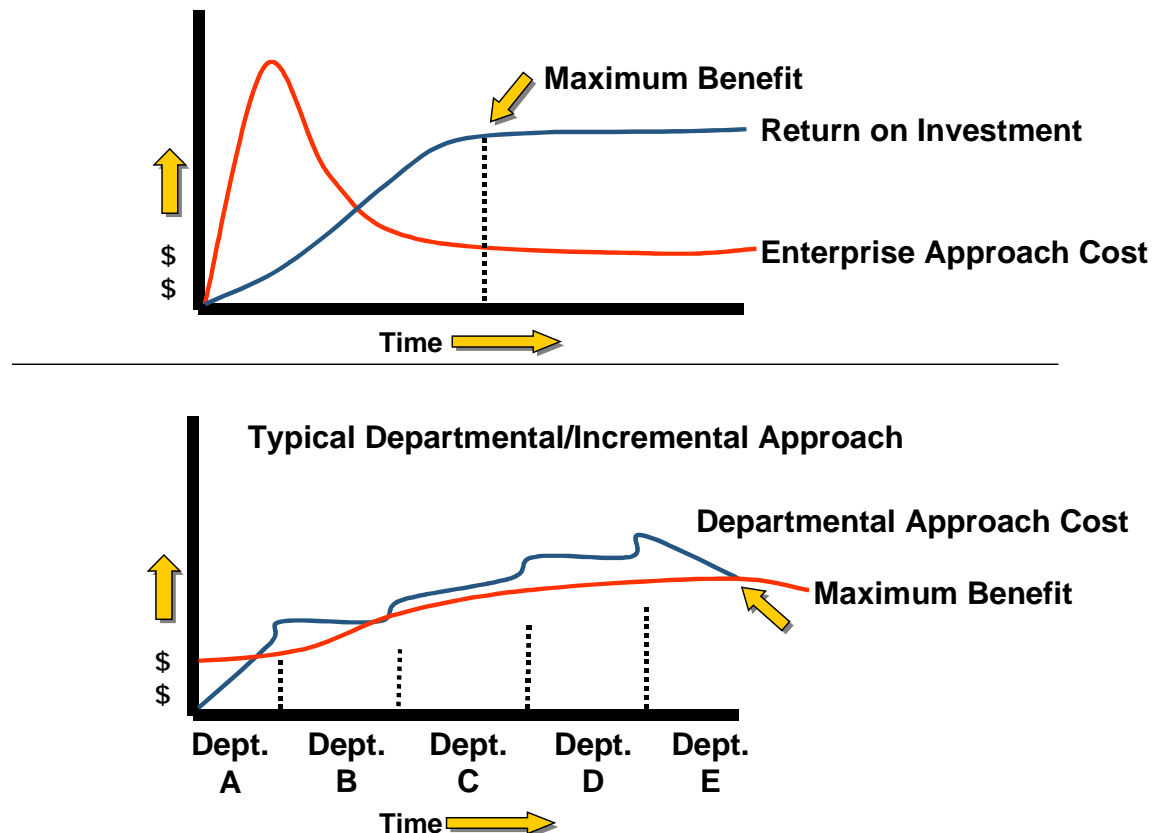 Maximum Benefit
Return on Investment
$
$
Enterprise Approach Cost
Time
Typical Departmental/Incremental Approach
Departmental Approach Cost
Maximum Benefit
$
$
Dept. Dept. Dept. Dept. Dept.
A B C D E
Time